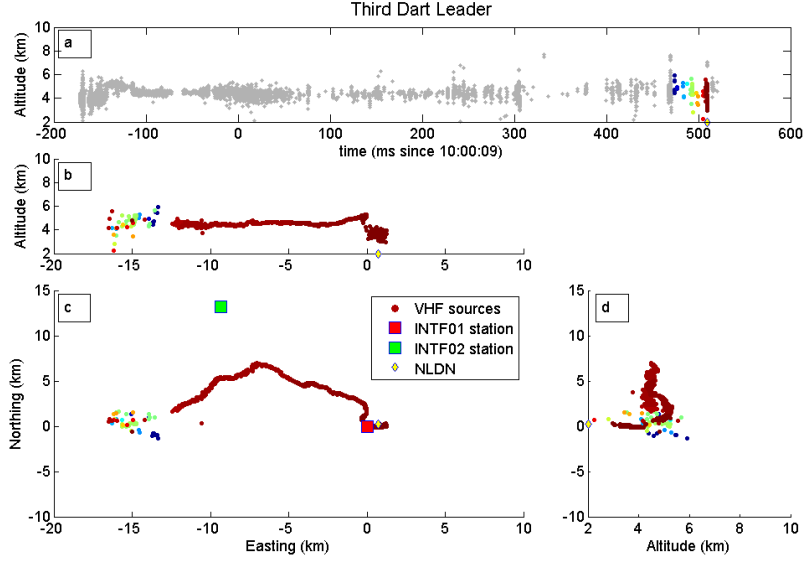 Third Dart Leader
a
Altitude (km)
10
8
6
4
2
-200 -100 0 100 200 300 400 500 600
time (ms since 10:00:09)
b
Altitude (km)
10
8
6
4
2
-20 -15 -10 -5 0 5 10
c
Northing (km)
15
10
5
0
-5
-10
-20 -15 -10 -5 0 5 10
Easting (km)
VHF sources
INTF01 station
INTF02 station
NLDN
d
15
10
5
0
-5
-10
2 4 6 8 10
Altitude (km)